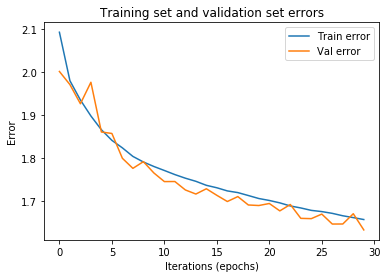 Training set and validation set errors
Train error
Val error
Error
2.1
2.0
1.9
1.8
1.7
0 5 10 15 20 25 30
Iterations (epochs)